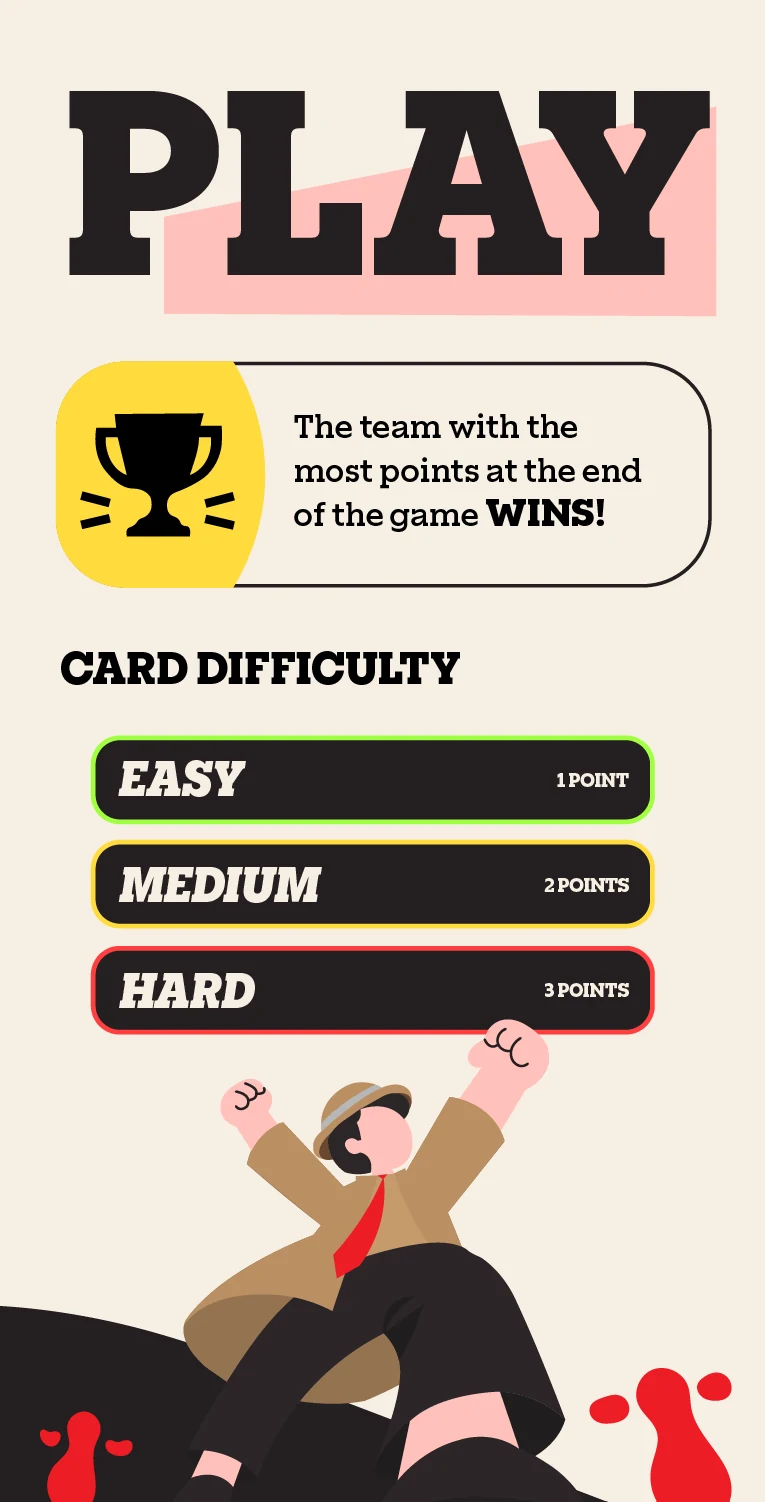 PLAY
The team with the
most points at the end
of the game WINS!
CARD DIFFICULTY
EASY 1 POINT
MEDIUM 2 POINTS
HARD 3 POINTS